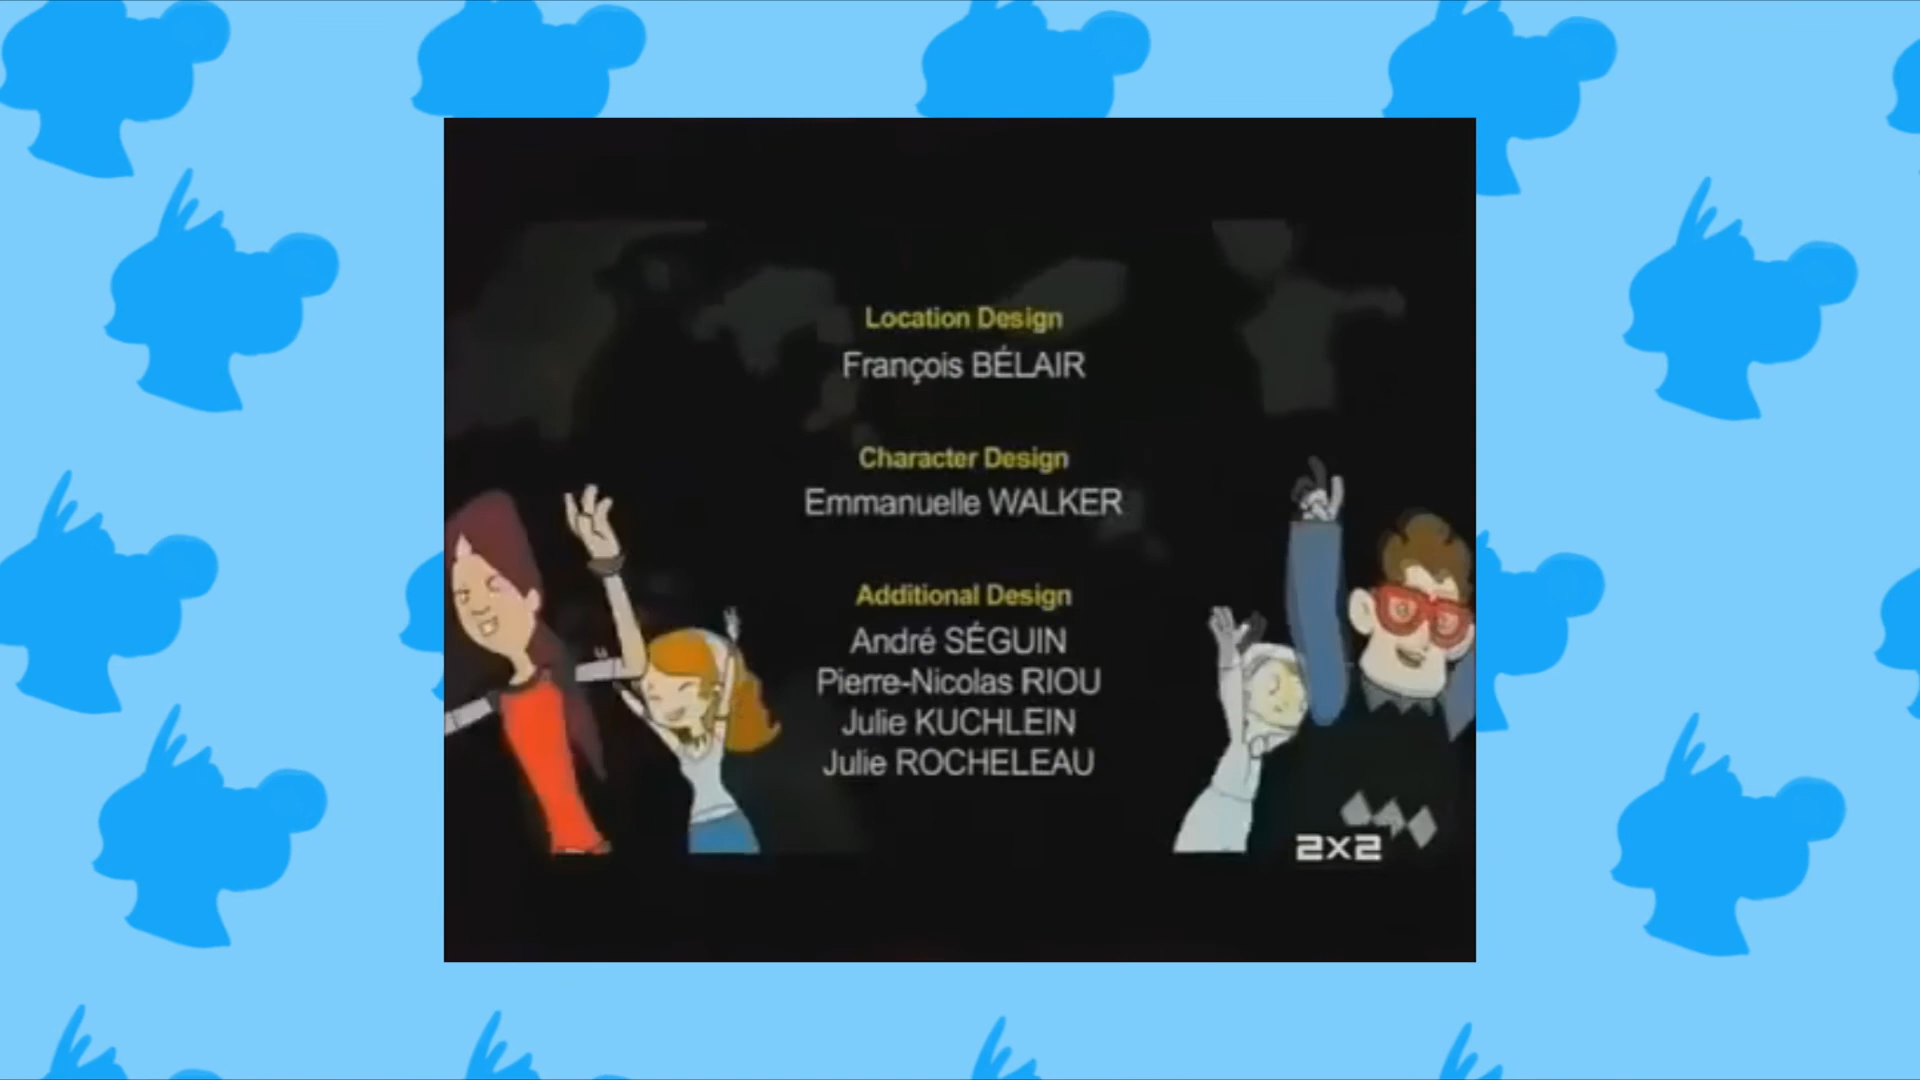 Location Design
François BÉLAIR
Character Design
Emmanuelle WALKER
Additional Design
André SÉGUIN
Pierre-Nicolas RIOU
Julie KUCHLEIN
Julie ROCHELEAU
2x2